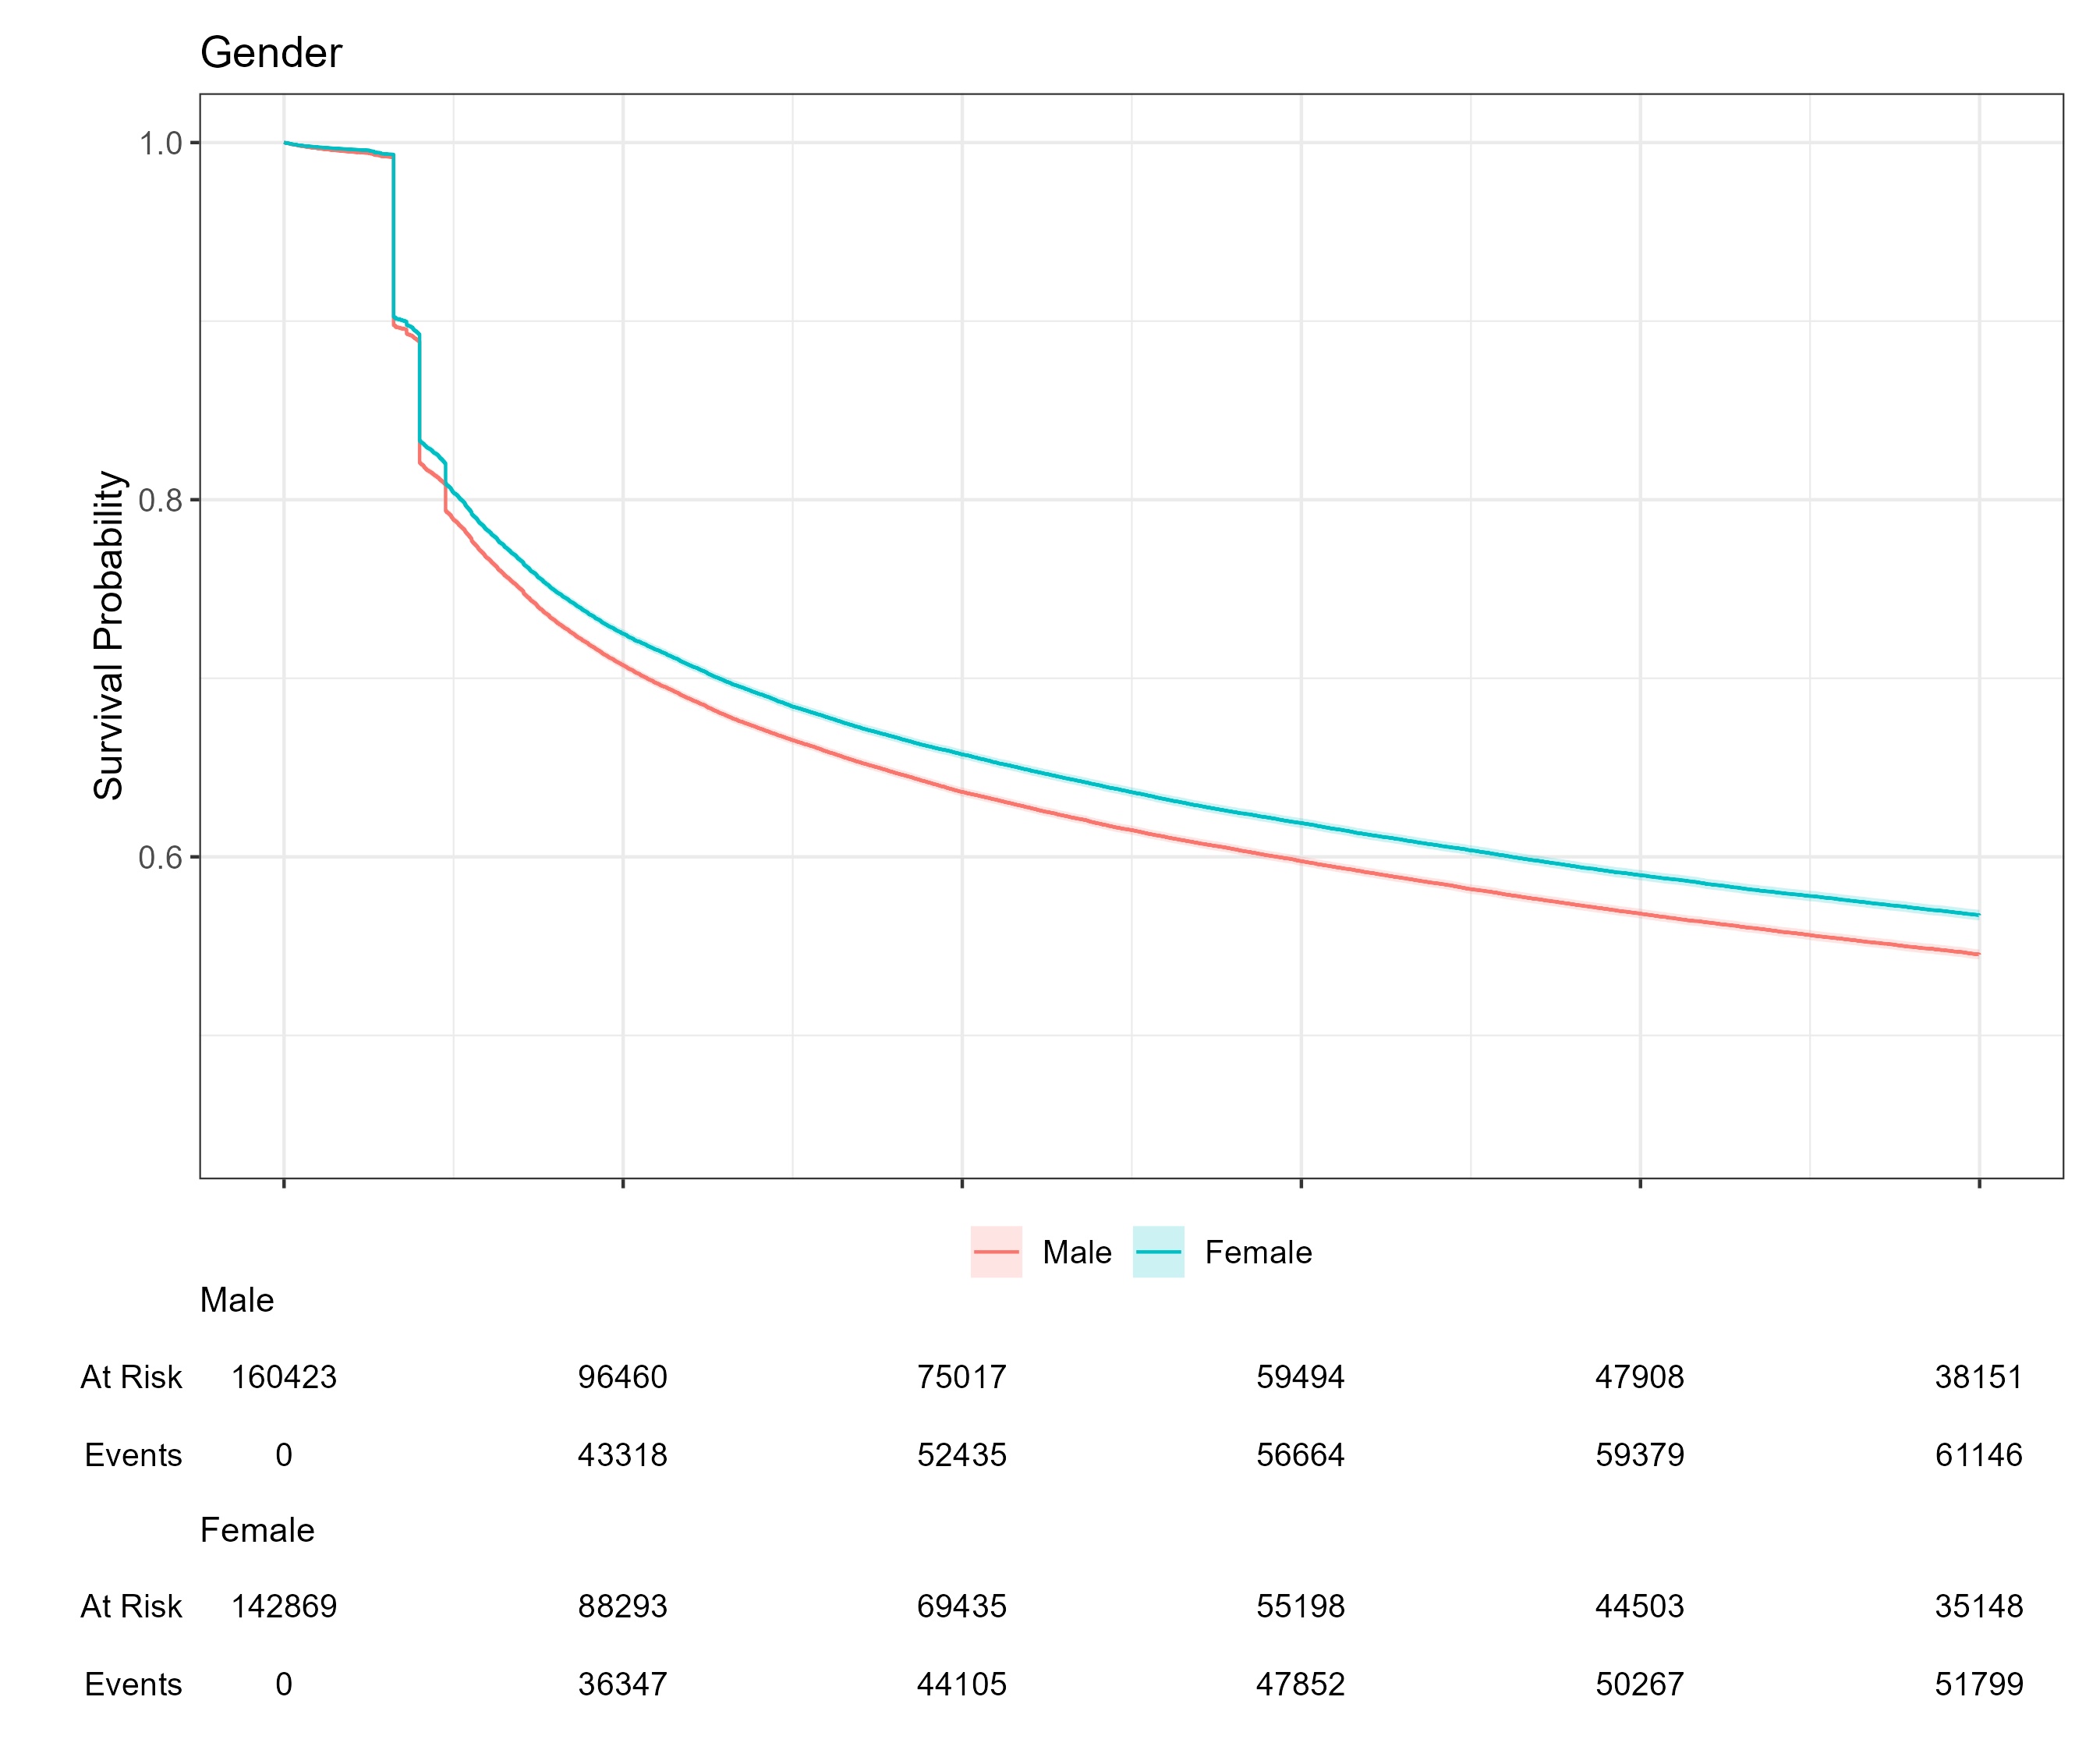 Gender
1.0
0.8
0.6
Survival Probability
Male Female
Male
At Risk 160423 96460 75017 59494 47908 38151
Events 0 43318 52435 56664 59379 61146
Female
At Risk 142869 88293 69435 55198 44503 35148
Events 0 36347 44105 47852 50267 51799